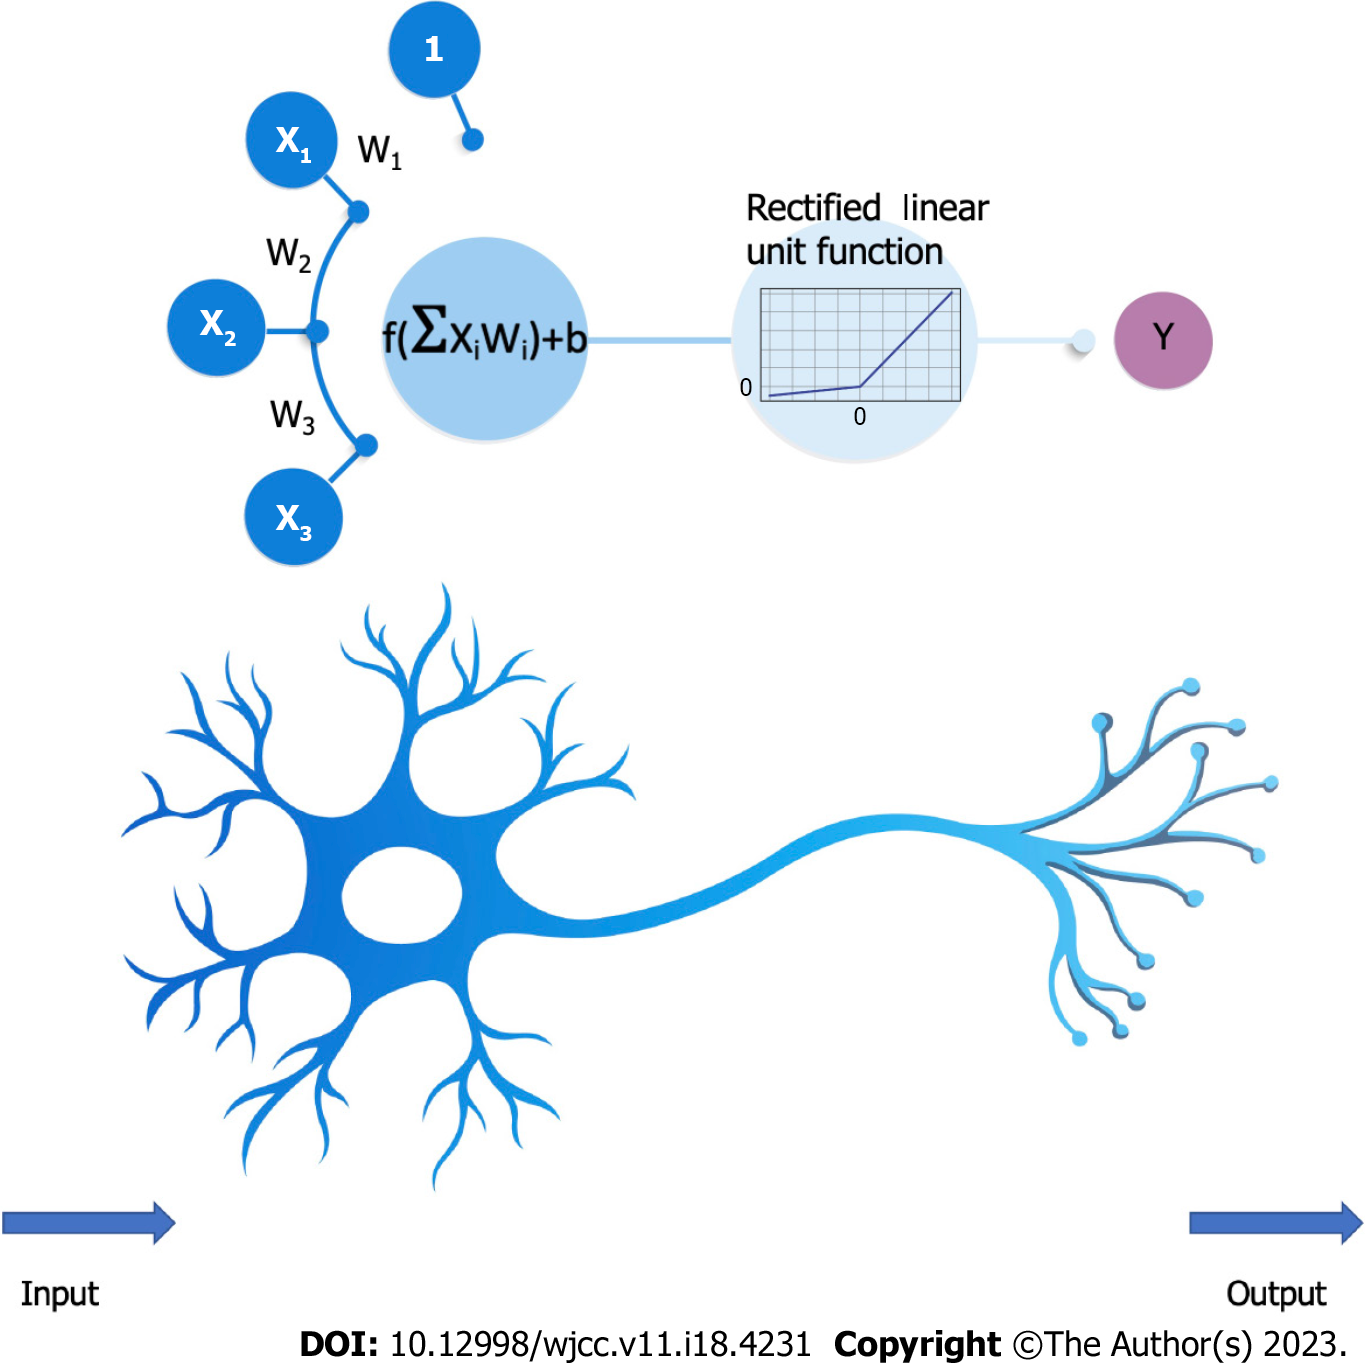 1
X₁
W₁
Rectified linear
unit function
W₂
X₂
f(ΣXᵢWᵢ)+b
Y
0
0
W₃
X₃
Input
Output
DOI: 10.12998/wjcc.v11.i18.4231 Copyright ©The Author(s) 2023.